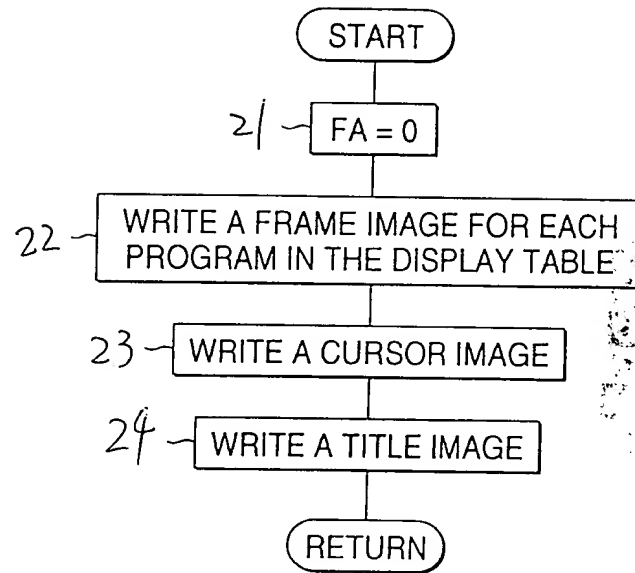 START
21 FA = 0
22 WRITE A FRAME IMAGE FOR EACH
PROGRAM IN THE DISPLAY TABLE
23 WRITE A CURSOR IMAGE
24 WRITE A TITLE IMAGE
RETURN